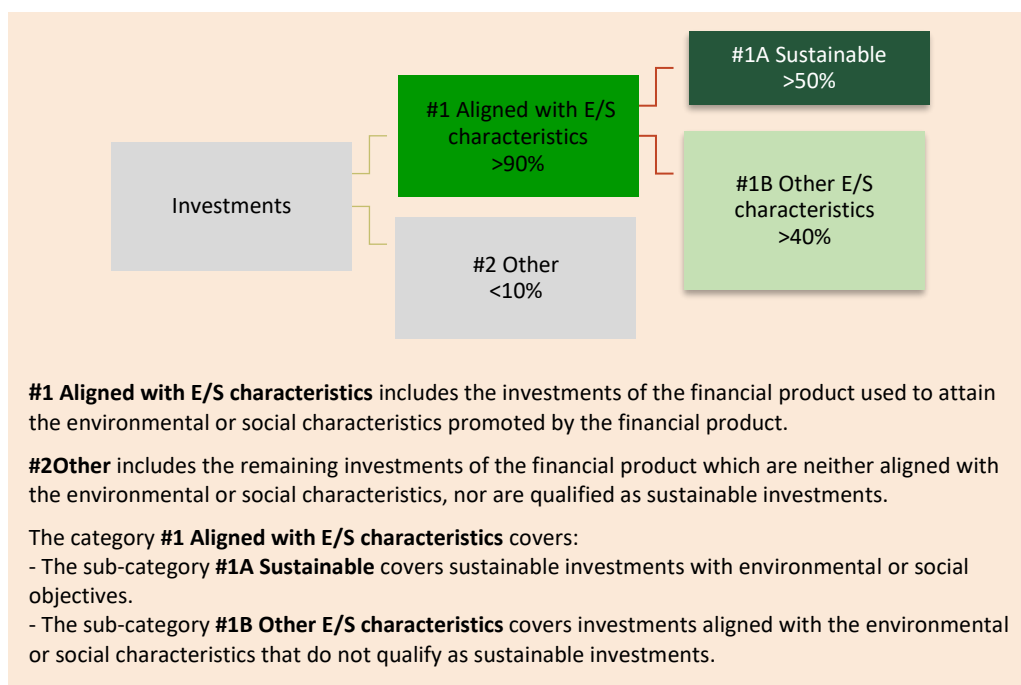 #1A Sustainable
>50%
#1 Aligned with E/S
characteristics
>90%
#1B Other E/S
characteristics
>40%
Investments
#2 Other
<10%
#1 Aligned with E/S characteristics includes the investments of the financial product used to attain
the environmental or social characteristics promoted by the financial product.
#2Other includes the remaining investments of the financial product which are neither aligned with
the environmental or social characteristics, nor are qualified as sustainable investments.
The category #1 Aligned with E/S characteristics covers:
- The sub-category #1A Sustainable covers sustainable investments with environmental or social
objectives.
- The sub-category #1B Other E/S characteristics covers investments aligned with the environmental
or social characteristics that do not qualify as sustainable investments.